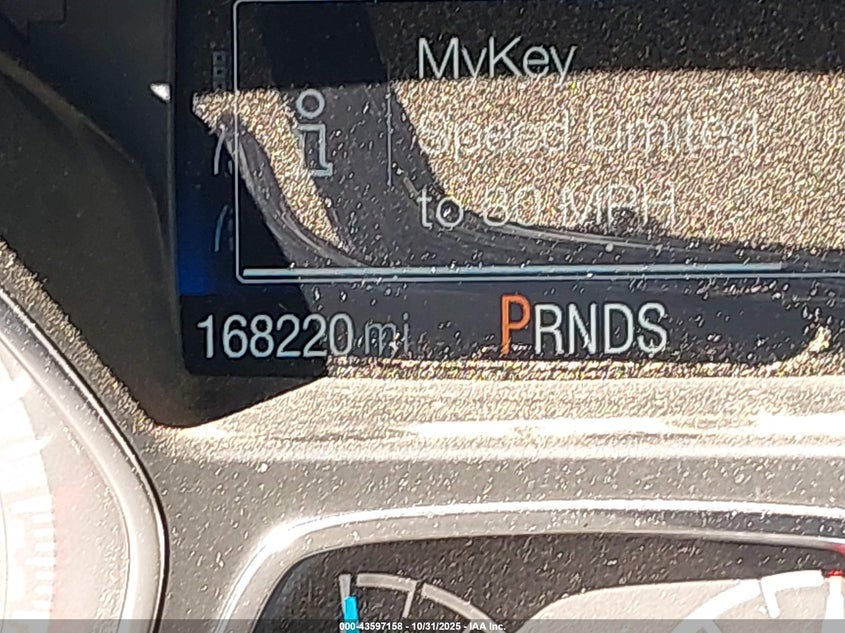 MyKey
Speed Limited
to 80 MPH
168220 mi
PRNDS
000-43597158 - 10/31/2025 - IAA Inc.